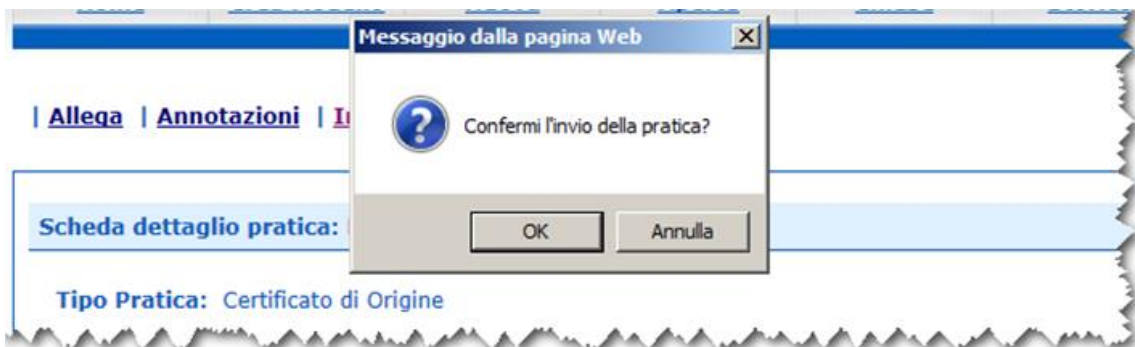 Messaggio dalla pagina Web
| Allega | Annotazioni |
Confermi l'invio della pratica?
Scheda dettaglio pratica:
OK Annulla
Tipo Pratica: Certificato di Origine